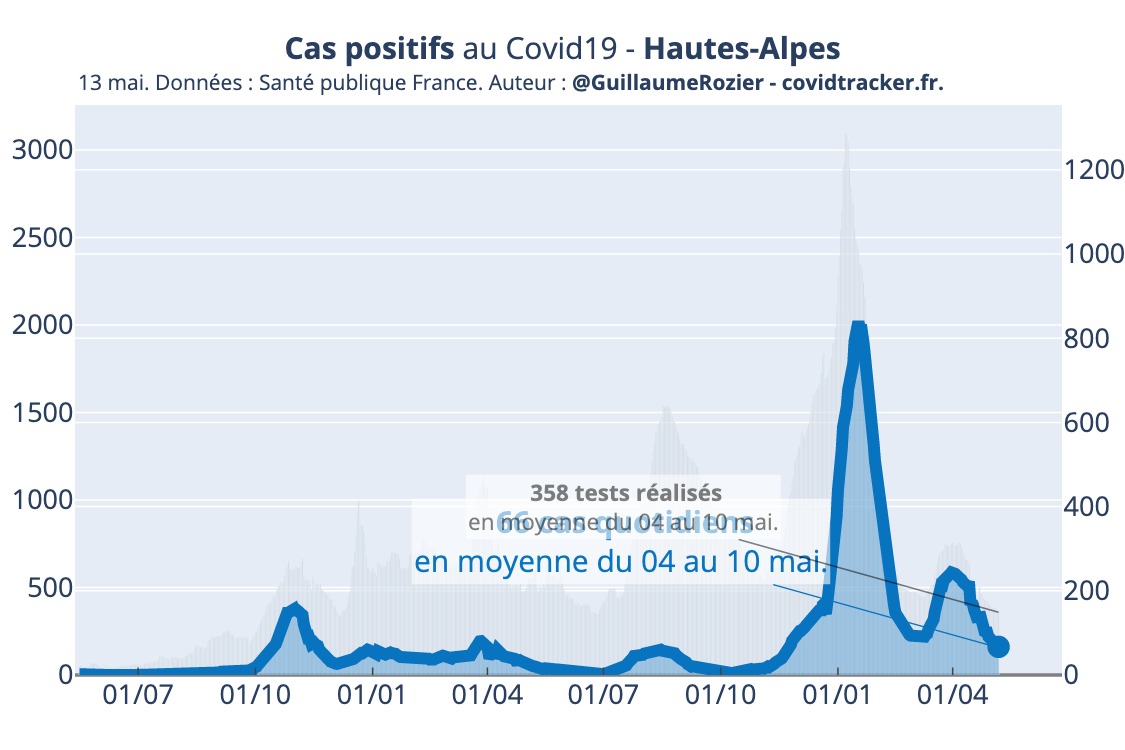 Cas positifs au Covid19 - Hautes-Alpes
13 mai. Données : Santé publique France. Auteur : @GuillaumeRozier - covidtracker.fr.
3000
2500
2000
1500
1000
500
0
1200
1000
800
600
400
200
0
358 tests réalisés
en moyenne du 04 au 10 mai.
66 cas quotidiens
en moyenne du 04 au 10 mai.
01/07 01/10 01/01 01/04 01/07 01/10 01/01 01/04